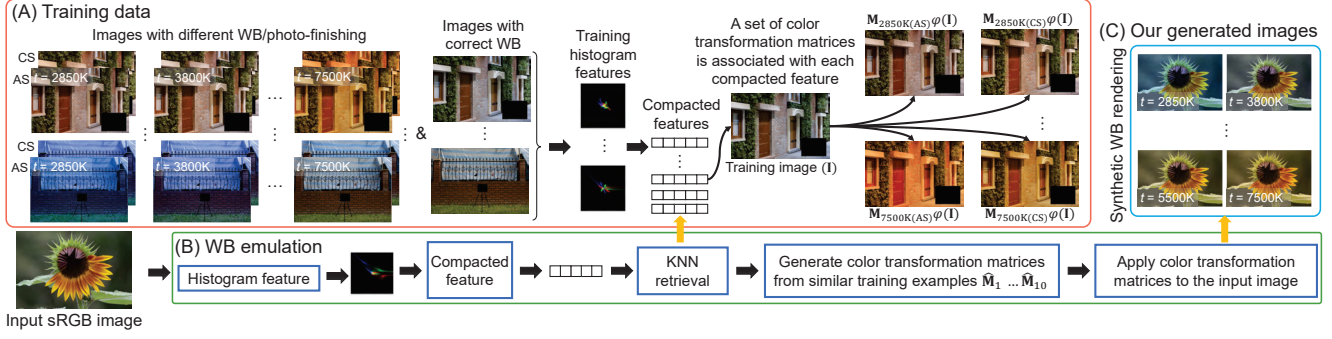 (A) Training data
Images with different WB/photo-finishing
CS
AS
t = 2850K
t = 3800K
t = 7500K
...
...
CS
AS
t = 2850K
t = 3800K
t = 7500K
...
&
Images with
correct WB
Training
histogram
features
Compacted
features
A set of color
transformation matrices
is associated with each
compacted feature
Training image (I)
M2850K(AS)φ(I)
M2850K(CS)φ(I)
M7500K(AS)φ(I)
M7500K(CS)φ(I)
(C) Our generated images
Synthetic WB rendering
t = 2850K
t = 3800K
t = 5500K
t = 7500K
(B) WB emulation
Input sRGB image
Histogram feature
Compacted
feature
KNN
retrieval
Generate color transformation matrices
from similar training examples M̂1 ... M̂10
Apply color transformation
matrices to the input image